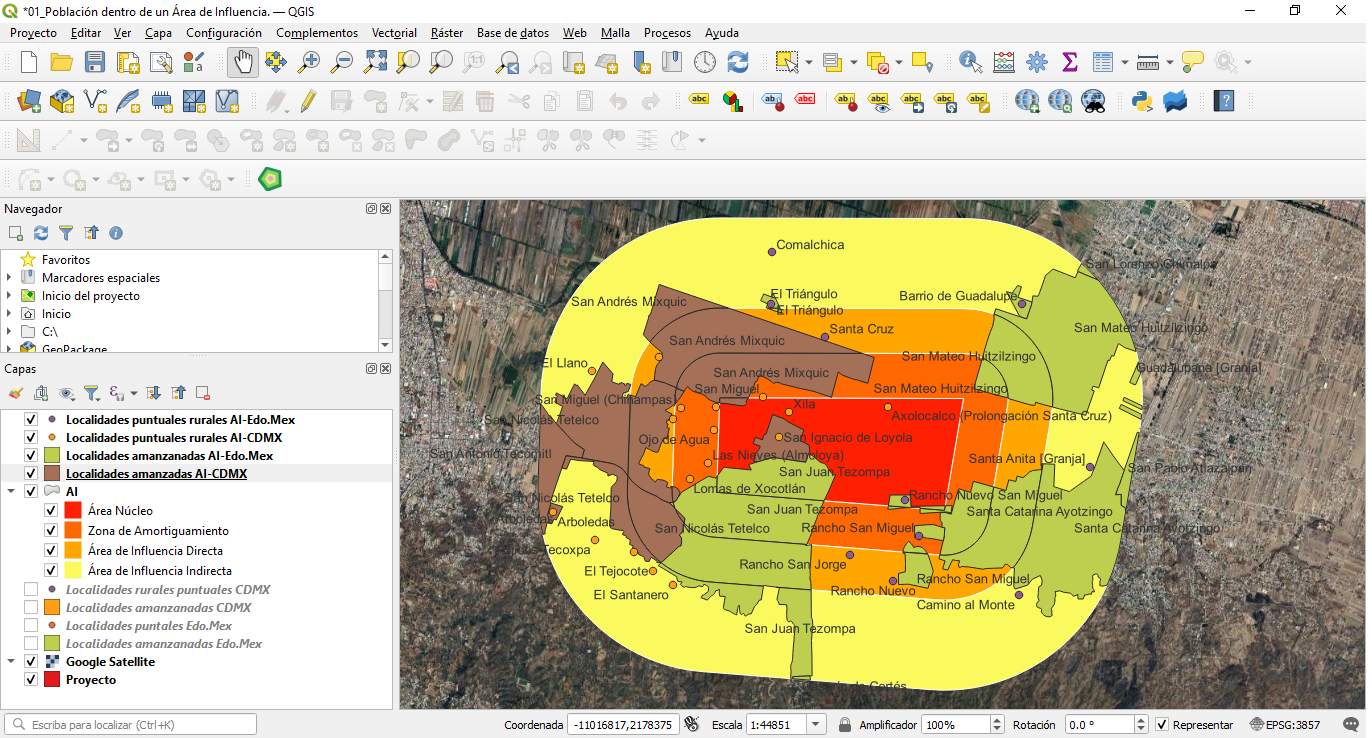 *01_Población dentro de un Área de Influencia. — QGIS
Proyecto Editar Ver Capa Configuración Complementos Vectorial Ráster Base de datos Web Malla Procesos Ayuda
Navegador
Favoritos
Marcadores espaciales
Inicio del proyecto
Inicio
C:\
GeoPackage
Capas
Localidades puntuales rurales AI-Edo.Mex
Localidades puntuales rurales AI-CDMX
Localidades amanzanadas AI-Edo.Mex
Localidades amanzadas AI-CDMX
AI
Área Núcleo
Zona de Amortiguamiento
Área de Influencia Directa
Área de Influencia Indirecta
Localidades rurales puntuales CDMX
Localidades amanzanadas CDMX
Localidades puntales Edo.Mex
Localidades amanzanadas Edo.Mex
Google Satellite
Proyecto
Comalchica
San Lorenzo Chimalpa
San Andrés Mixquic
El Triángulo
Barrio de Guadalupe
El Triángulo
Santa Cruz
San Mateo Huitzilzingo
San Andrés Mixquic
San Mateo Huitzilzingo
El Llano
Guadalupana [Granja]
San Andrés Mixquic
San Miguel
San Mateo Huitzilzingo
San Miguel (Chinampas)
Xila
San Nicolás Tetelco
Axolocalco (Prolongación Santa Cruz)
Ojo de Agua
San Ignacio de Loyola
San Antonio Tecomitl
Las Nieves (Almoloya)
Santa Anita [Granja]
San Juan Tezompa
San Pablo Atlazalpan
Lomas de Xocotlán
San Nicolás Tetelco
Rancho Nuevo San Miguel
San Juan Tezompa
Santa Catarina Ayotzingo
Arboledas
Arboledas
San Nicolás Tetelco
Rancho San Miguel
Santa Catarina Ayotzingo
Tecoxpa
Rancho San Jorge
El Tejocote
Rancho San Miguel
El Santanero
Rancho Nuevo
Camino al Monte
San Juan Tezompa
Escriba para localizar (Ctrl+K)
Coordenada -11016817,2178375 Escala 1:44851 Amplificador 100% Rotación 0.0 ° Representar EPSG:3857